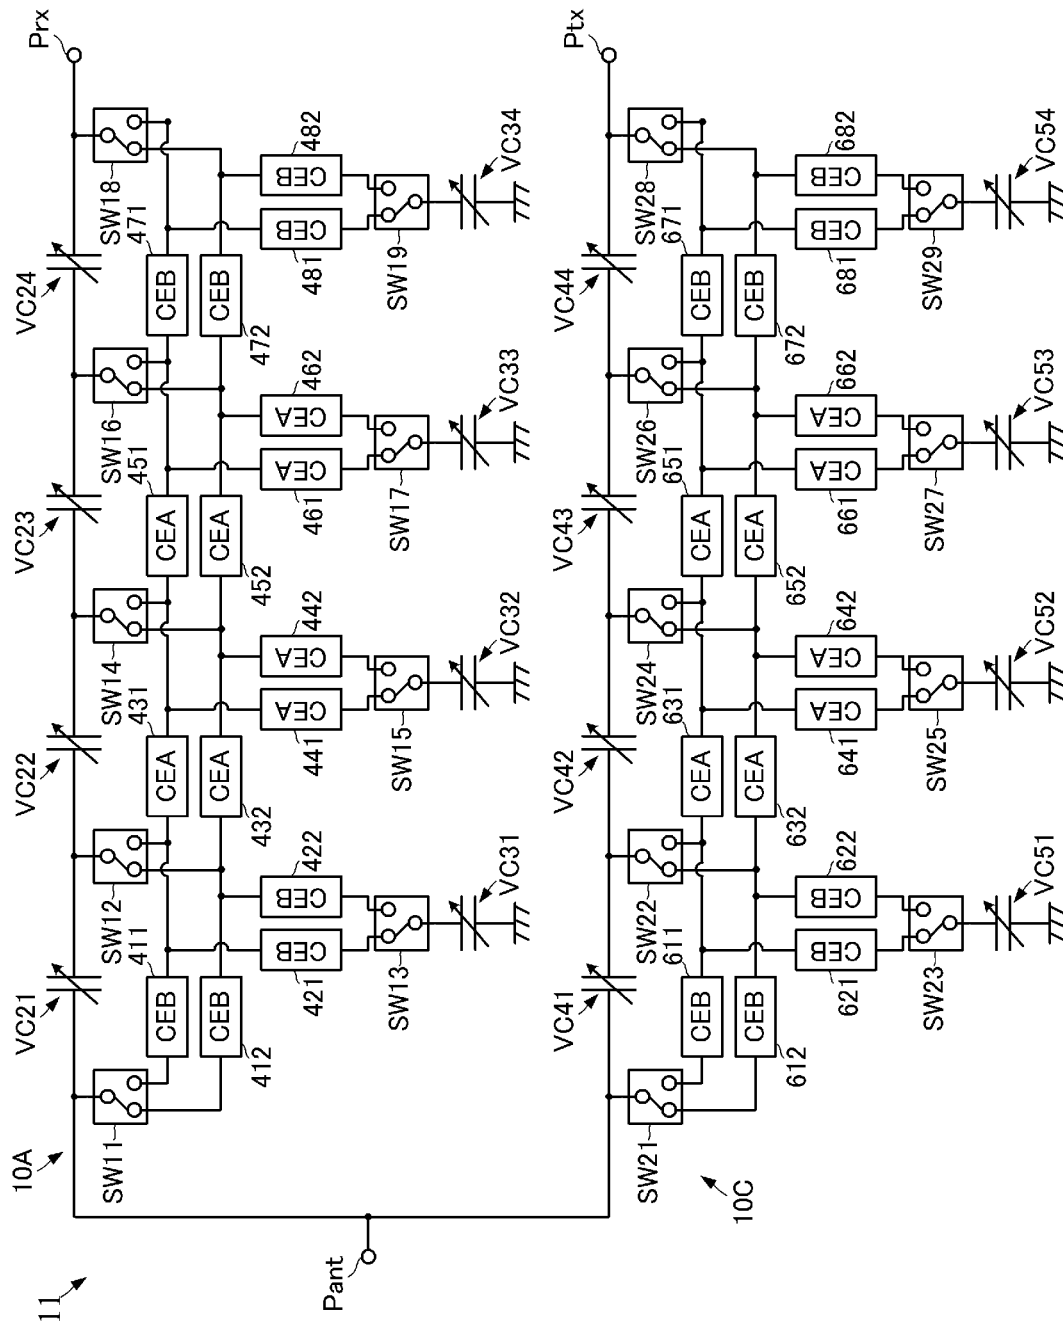 11
10A
Prx
VC21
VC22
VC23
VC24
SW11
SW12
SW14
SW16
SW18
411
431
451
471
CEB
CEA
CEA
CEB
CEB
CEA
CEA
CEB
412
432
452
472
422
442
462
482
CEB
CEB
CEA
CEA
CEA
CEA
CEB
CEB
421
441
461
481
SW13
SW15
SW17
SW19
VC31
VC32
VC33
VC34
Pant
Ptx
10C
VC41
VC42
VC43
VC44
SW21
SW22
SW24
SW26
SW28
611
631
651
671
CEB
CEA
CEA
CEB
CEB
CEA
CEA
CEB
612
632
652
672
622
642
662
682
CEB
CEB
CEA
CEA
CEA
CEA
CEB
CEB
621
641
661
681
SW23
SW25
SW27
SW29
VC51
VC52
VC53
VC54